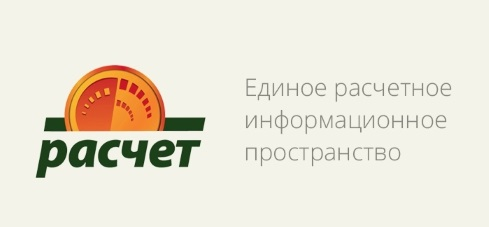 расчет
Единое расчетное
информационное
пространство